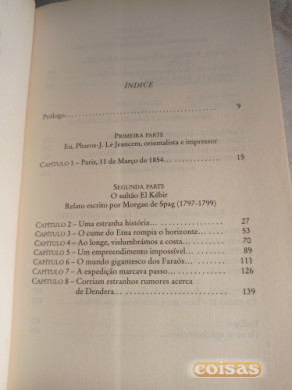 ÍNDICE
Prólogo 9
PRIMEIRA PARTE
Eu, Pharos-J. Le Jeancem, orientalista e impressor
CAPÍTULO 1 – Paris, 11 de Março de 1854... 15
SEGUNDA PARTE
O sultão El Kébir
Relato escrito por Morgan de Spag (1797-1799)
CAPÍTULO 2 – Uma estranha história... 27
CAPÍTULO 3 – O cume do Etna rompia o horizonte... 53
CAPÍTULO 4 – Ao longe, vislumbrámos a costa... 70
CAPÍTULO 5 – Um empreendimento impossível... 89
CAPÍTULO 6 – O mundo gigantesco dos Faraós... 111
CAPÍTULO 7 – A expedição marcava passo... 126
CAPÍTULO 8 – Corriam estranhos rumores acerca
de Dendera... 139
coisas